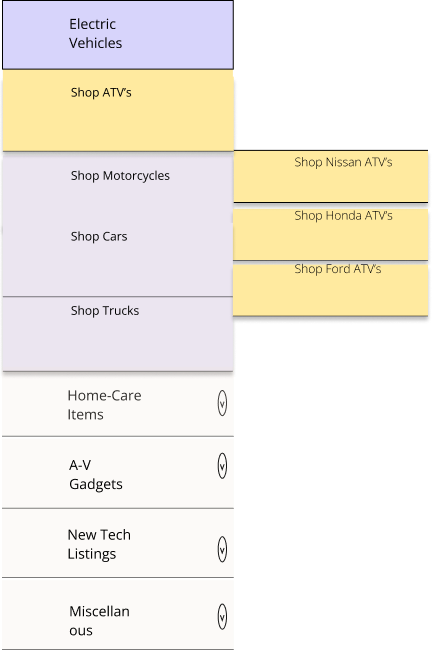 Electric
Vehicles
Shop ATV's
Shop Motorcycles
Shop Nissan ATV's
Shop Honda ATV's
Shop Cars
Shop Ford ATV's
Shop Trucks
Home-Care
Items
v
A-V
Gadgets
v
New Tech
Listings
v
Miscellan
ous
v